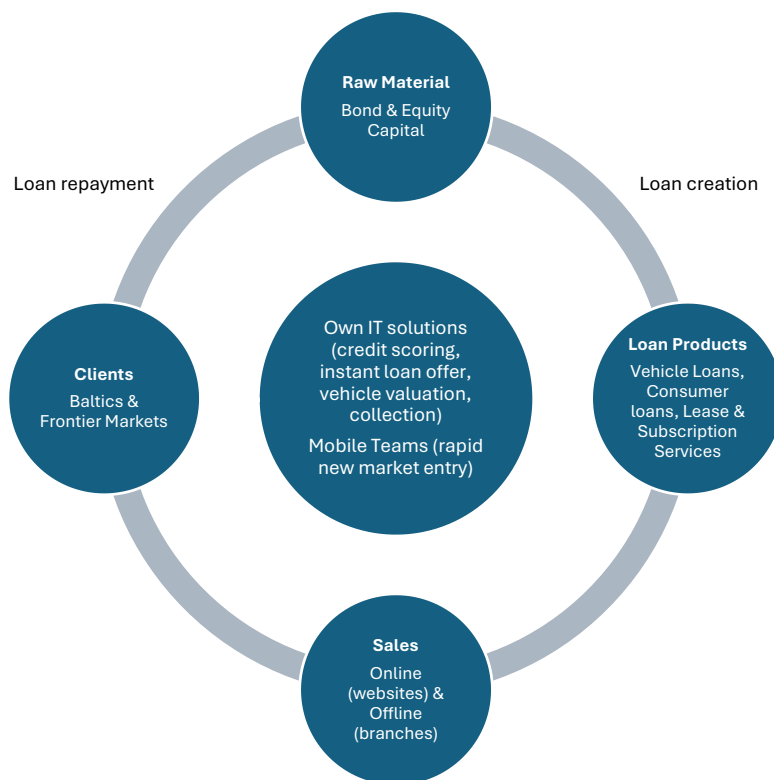 Raw Material
Bond & Equity
Capital
Loan repayment
Loan creation
Own IT solutions
(credit scoring,
instant loan offer,
vehicle valuation,
collection)
Mobile Teams (rapid
new market entry)
Clients
Baltics &
Frontier Markets
Loan Products
Vehicle Loans,
Consumer
loans, Lease &
Subscription
Services
Sales
Online
(websites) &
Offline
(branches)